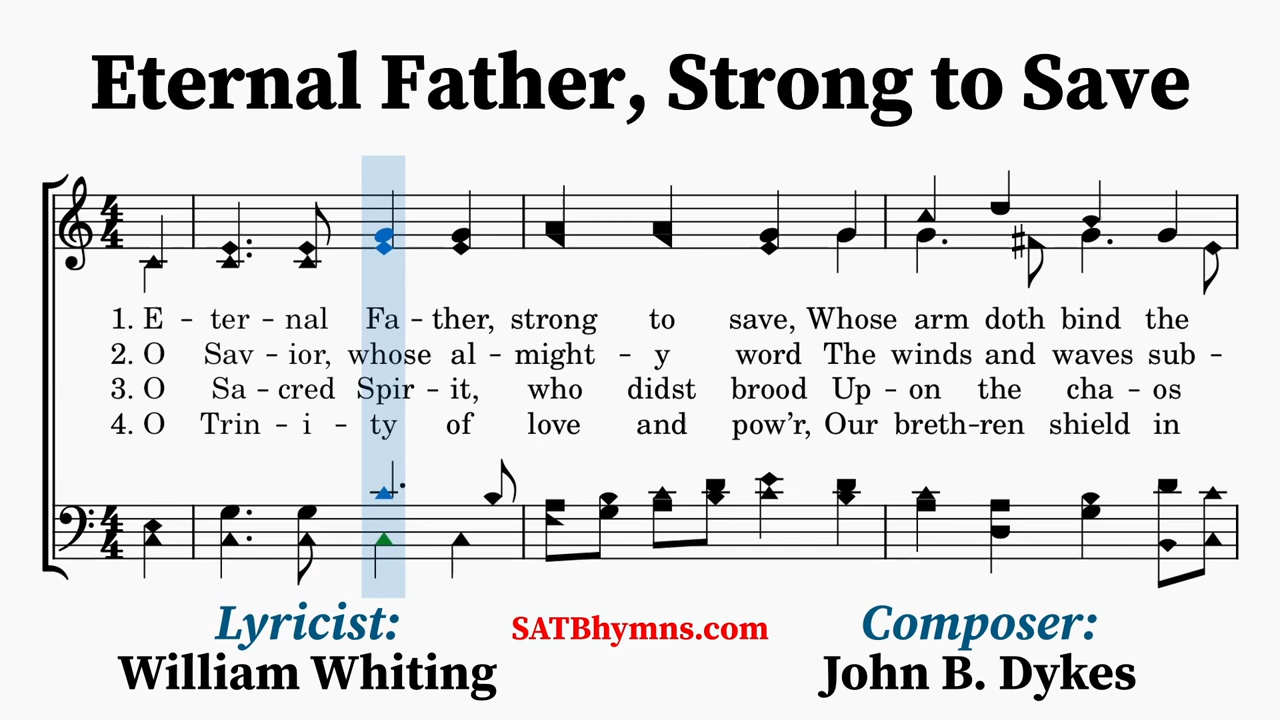 Eternal Father, Strong to Save
1. E - ter - nal Fa - ther, strong to save, Whose arm doth bind the
2. O Sav - ior, whose al - might - y word The winds and waves sub -
3. O Sa - cred Spir - it, who didst brood Up - on the cha - os
4. O Trin - i - ty of love and pow’r, Our breth-ren shield in
Lyricist: SATBhymns.com Composer:
William Whiting John B. Dykes